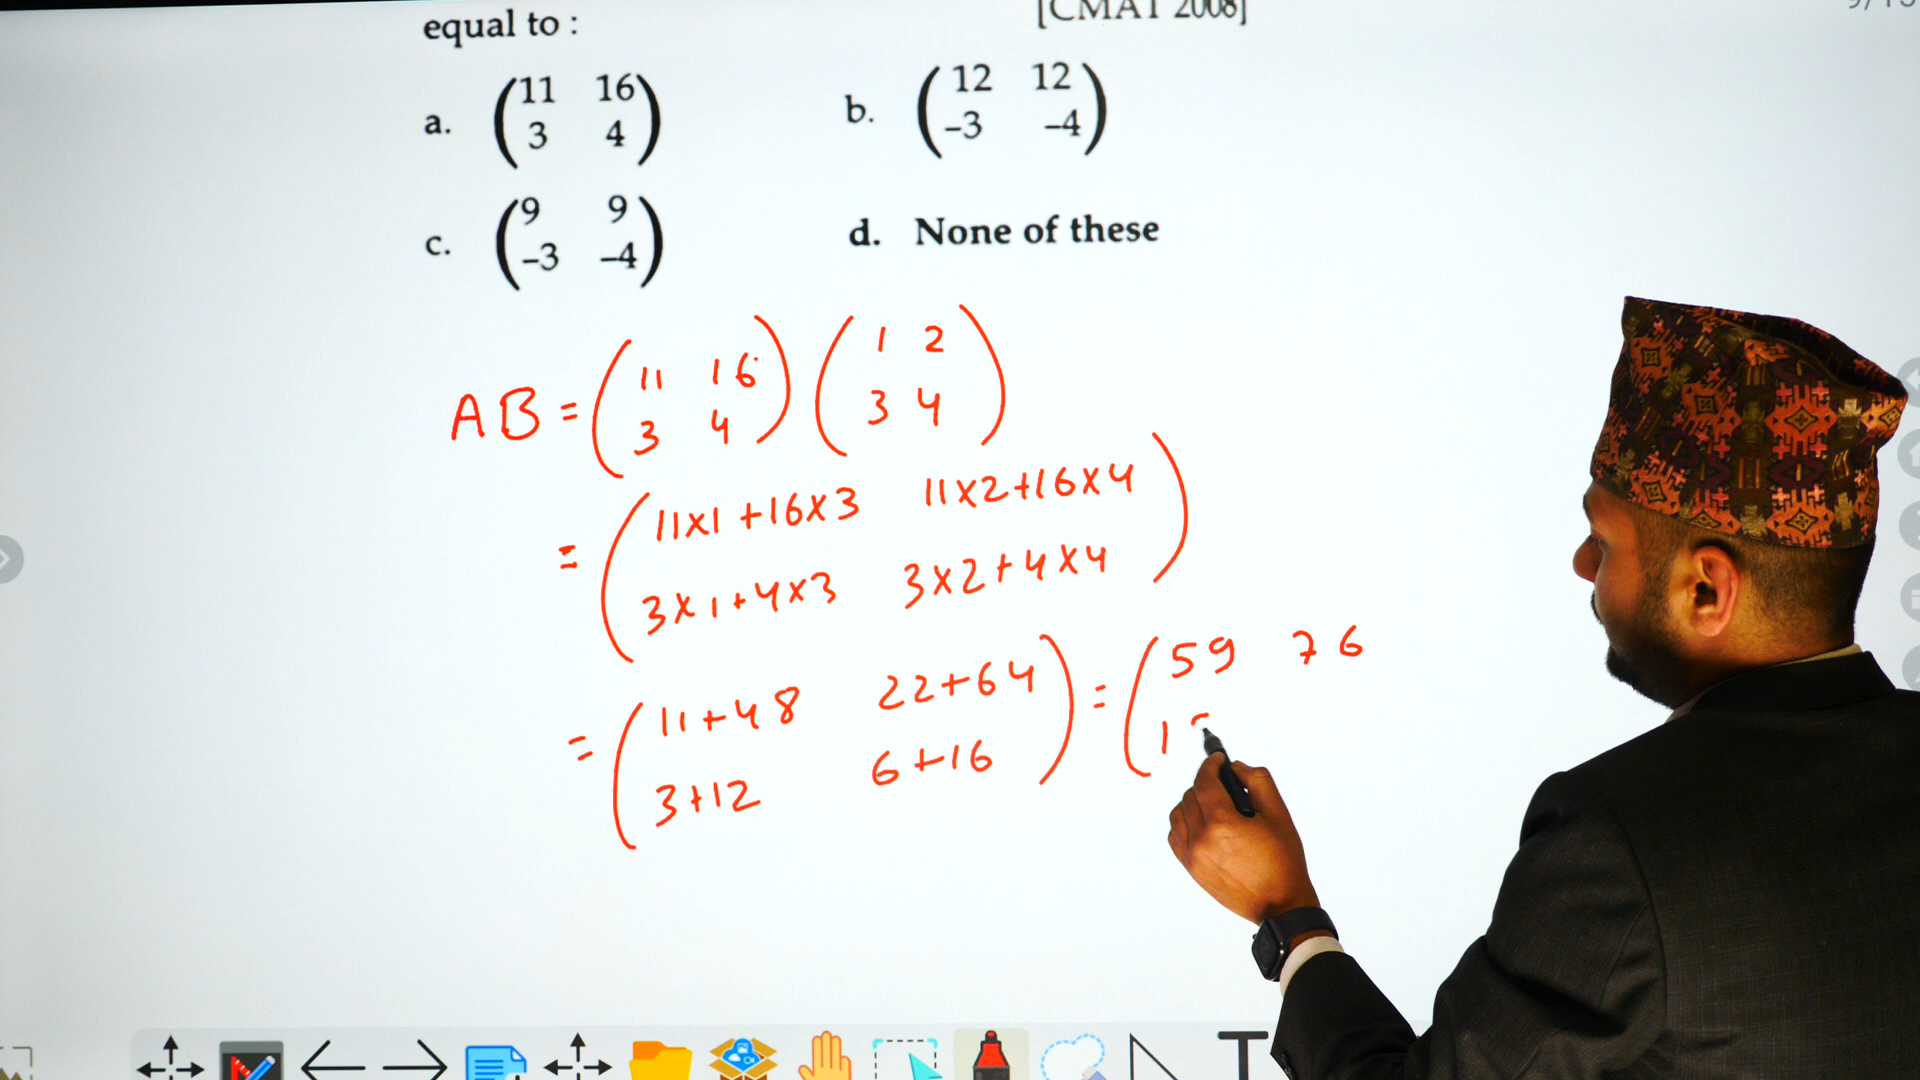 equal to : [CMAT 2008]
a. (11 16
3 4) b. (12 12
–3 –4)
c. (9 9
–3 –4) d. None of these
AB = (11 16
3 4) (1 2
3 4)
= (11x1 + 16x3 11x2 + 16x4
3x1 + 4x3 3x2 + 4x4)
= (11 + 48 22 + 64
3 + 12 6 + 16) = (59 76
15
T